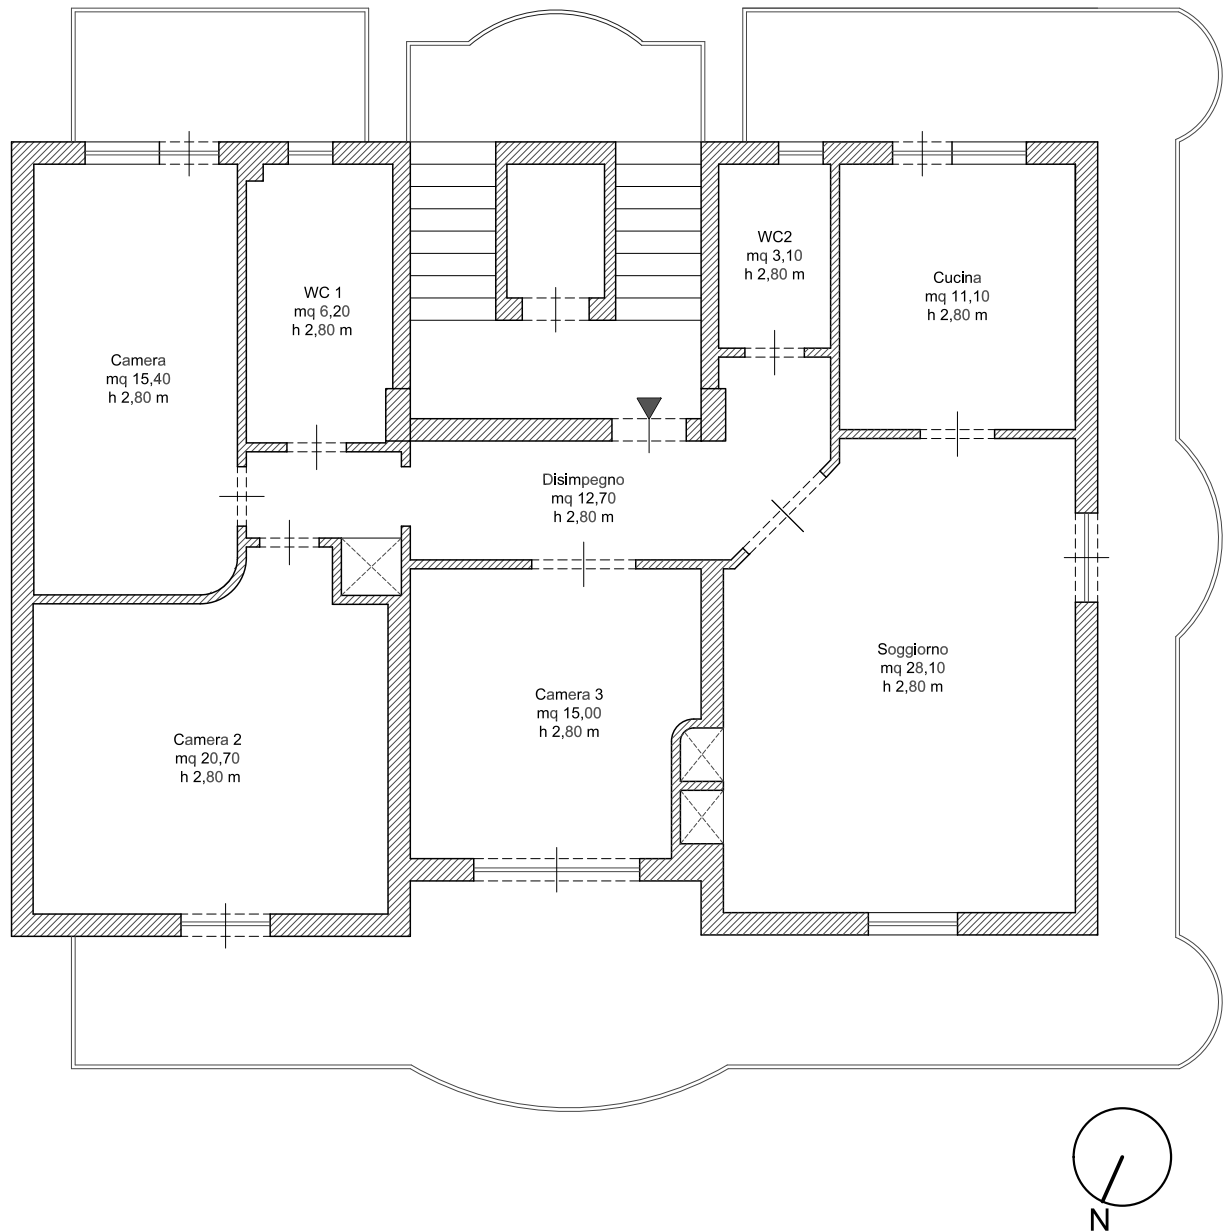 WC2
mq 3,10
h 2,80 m
Cucina
mq 11,10
h 2,80 m
WC 1
mq 6,20
h 2,80 m
Camera
mq 15,40
h 2,80 m
Disimpegno
mq 12,70
h 2,80 m
Soggiorno
mq 28,10
h 2,80 m
Camera 3
mq 15,00
h 2,80 m
Camera 2
mq 20,70
h 2,80 m
N